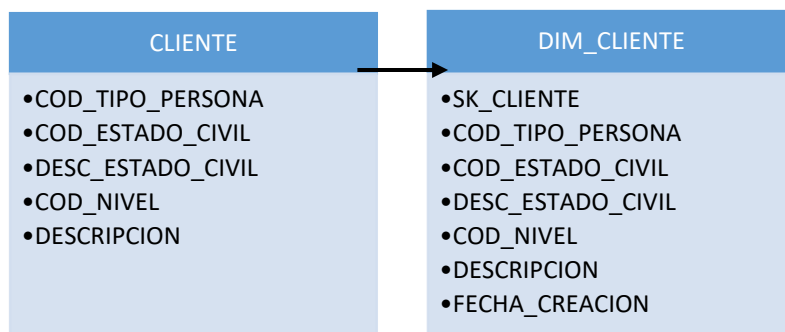 CLIENTE
•COD_TIPO_PERSONA
•COD_ESTADO_CIVIL
•DESC_ESTADO_CIVIL
•COD_NIVEL
•DESCRIPCION
DIM_CLIENTE
•SK_CLIENTE
•COD_TIPO_PERSONA
•COD_ESTADO_CIVIL
•DESC_ESTADO_CIVIL
•COD_NIVEL
•DESCRIPCION
•FECHA_CREACION